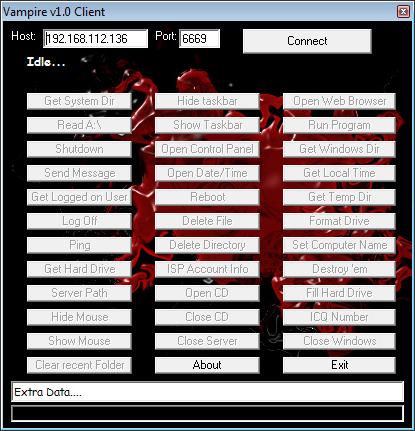 Vampire v1.0 Client
Host: 192.168.112.136 Port: 6669 Connect
Idle...
Get System Dir Hide taskbar Open Web Browser
Read A:\ Show Taskbar Run Program
Shutdown Open Control Panel Get Windows Dir
Send Message Open Date/Time Get Local Time
Get Logged on User Reboot Get Temp Dir
Log Off Delete File Format Drive
Ping Delete Directory Set Computer Name
Get Hard Drive ISP Account Info Destroy 'em
Server Path Open CD Fill Hard Drive
Hide Mouse Close CD ICQ Number
Show Mouse Close Server Close Windows
Clear recent Folder About Exit
Extra Data....